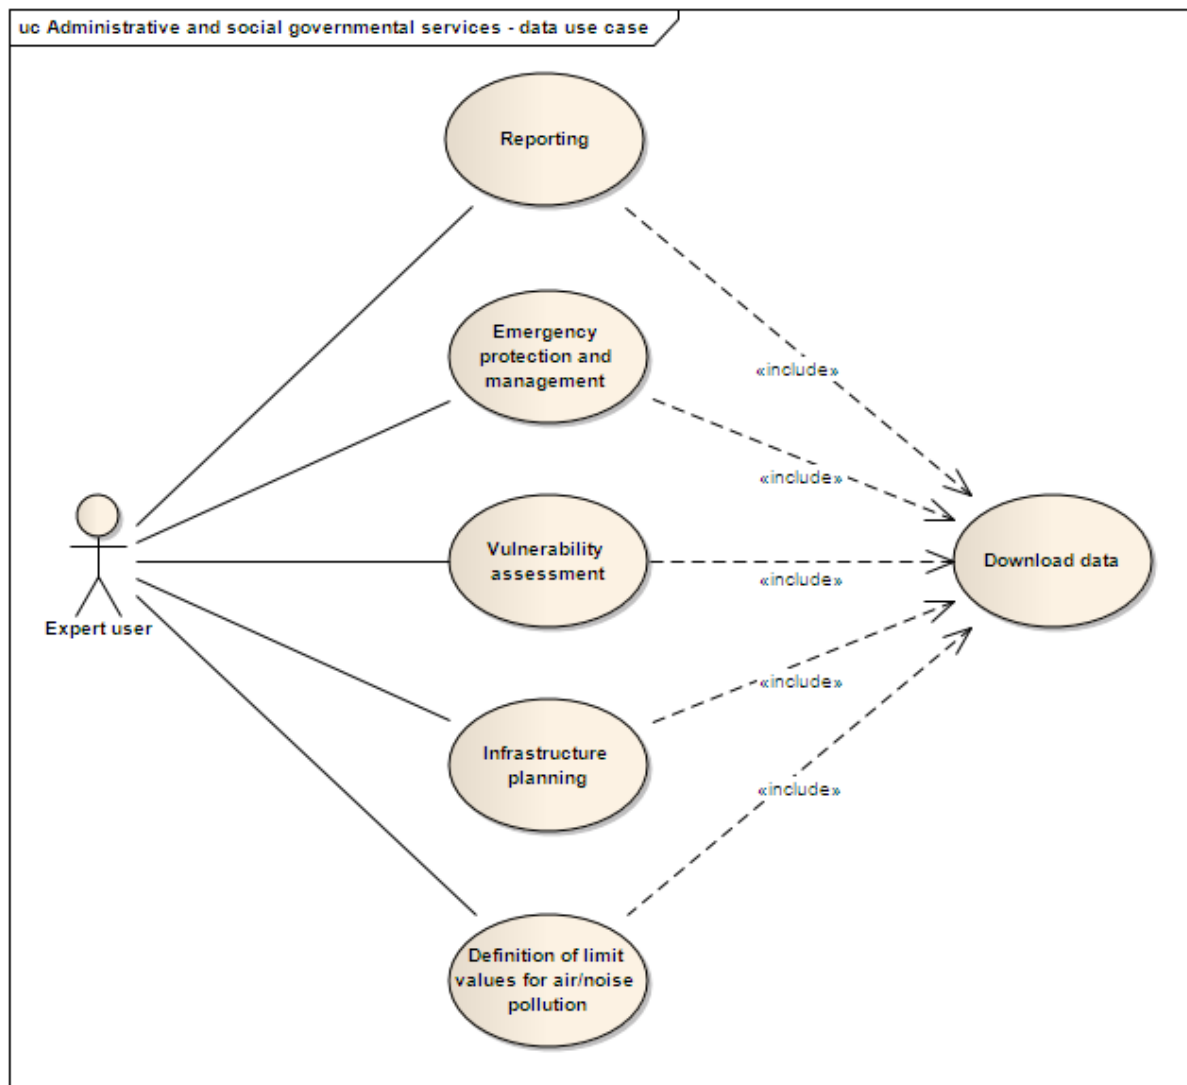 uc Administrative and social governmental services - data use case
Reporting
Emergency
protection and
management
«include»
«include»
Vulnerability
assessment
«include»
Download data
Expert user
«include»
Infrastructure
planning
«include»
Definition of limit
values for air/noise
pollution